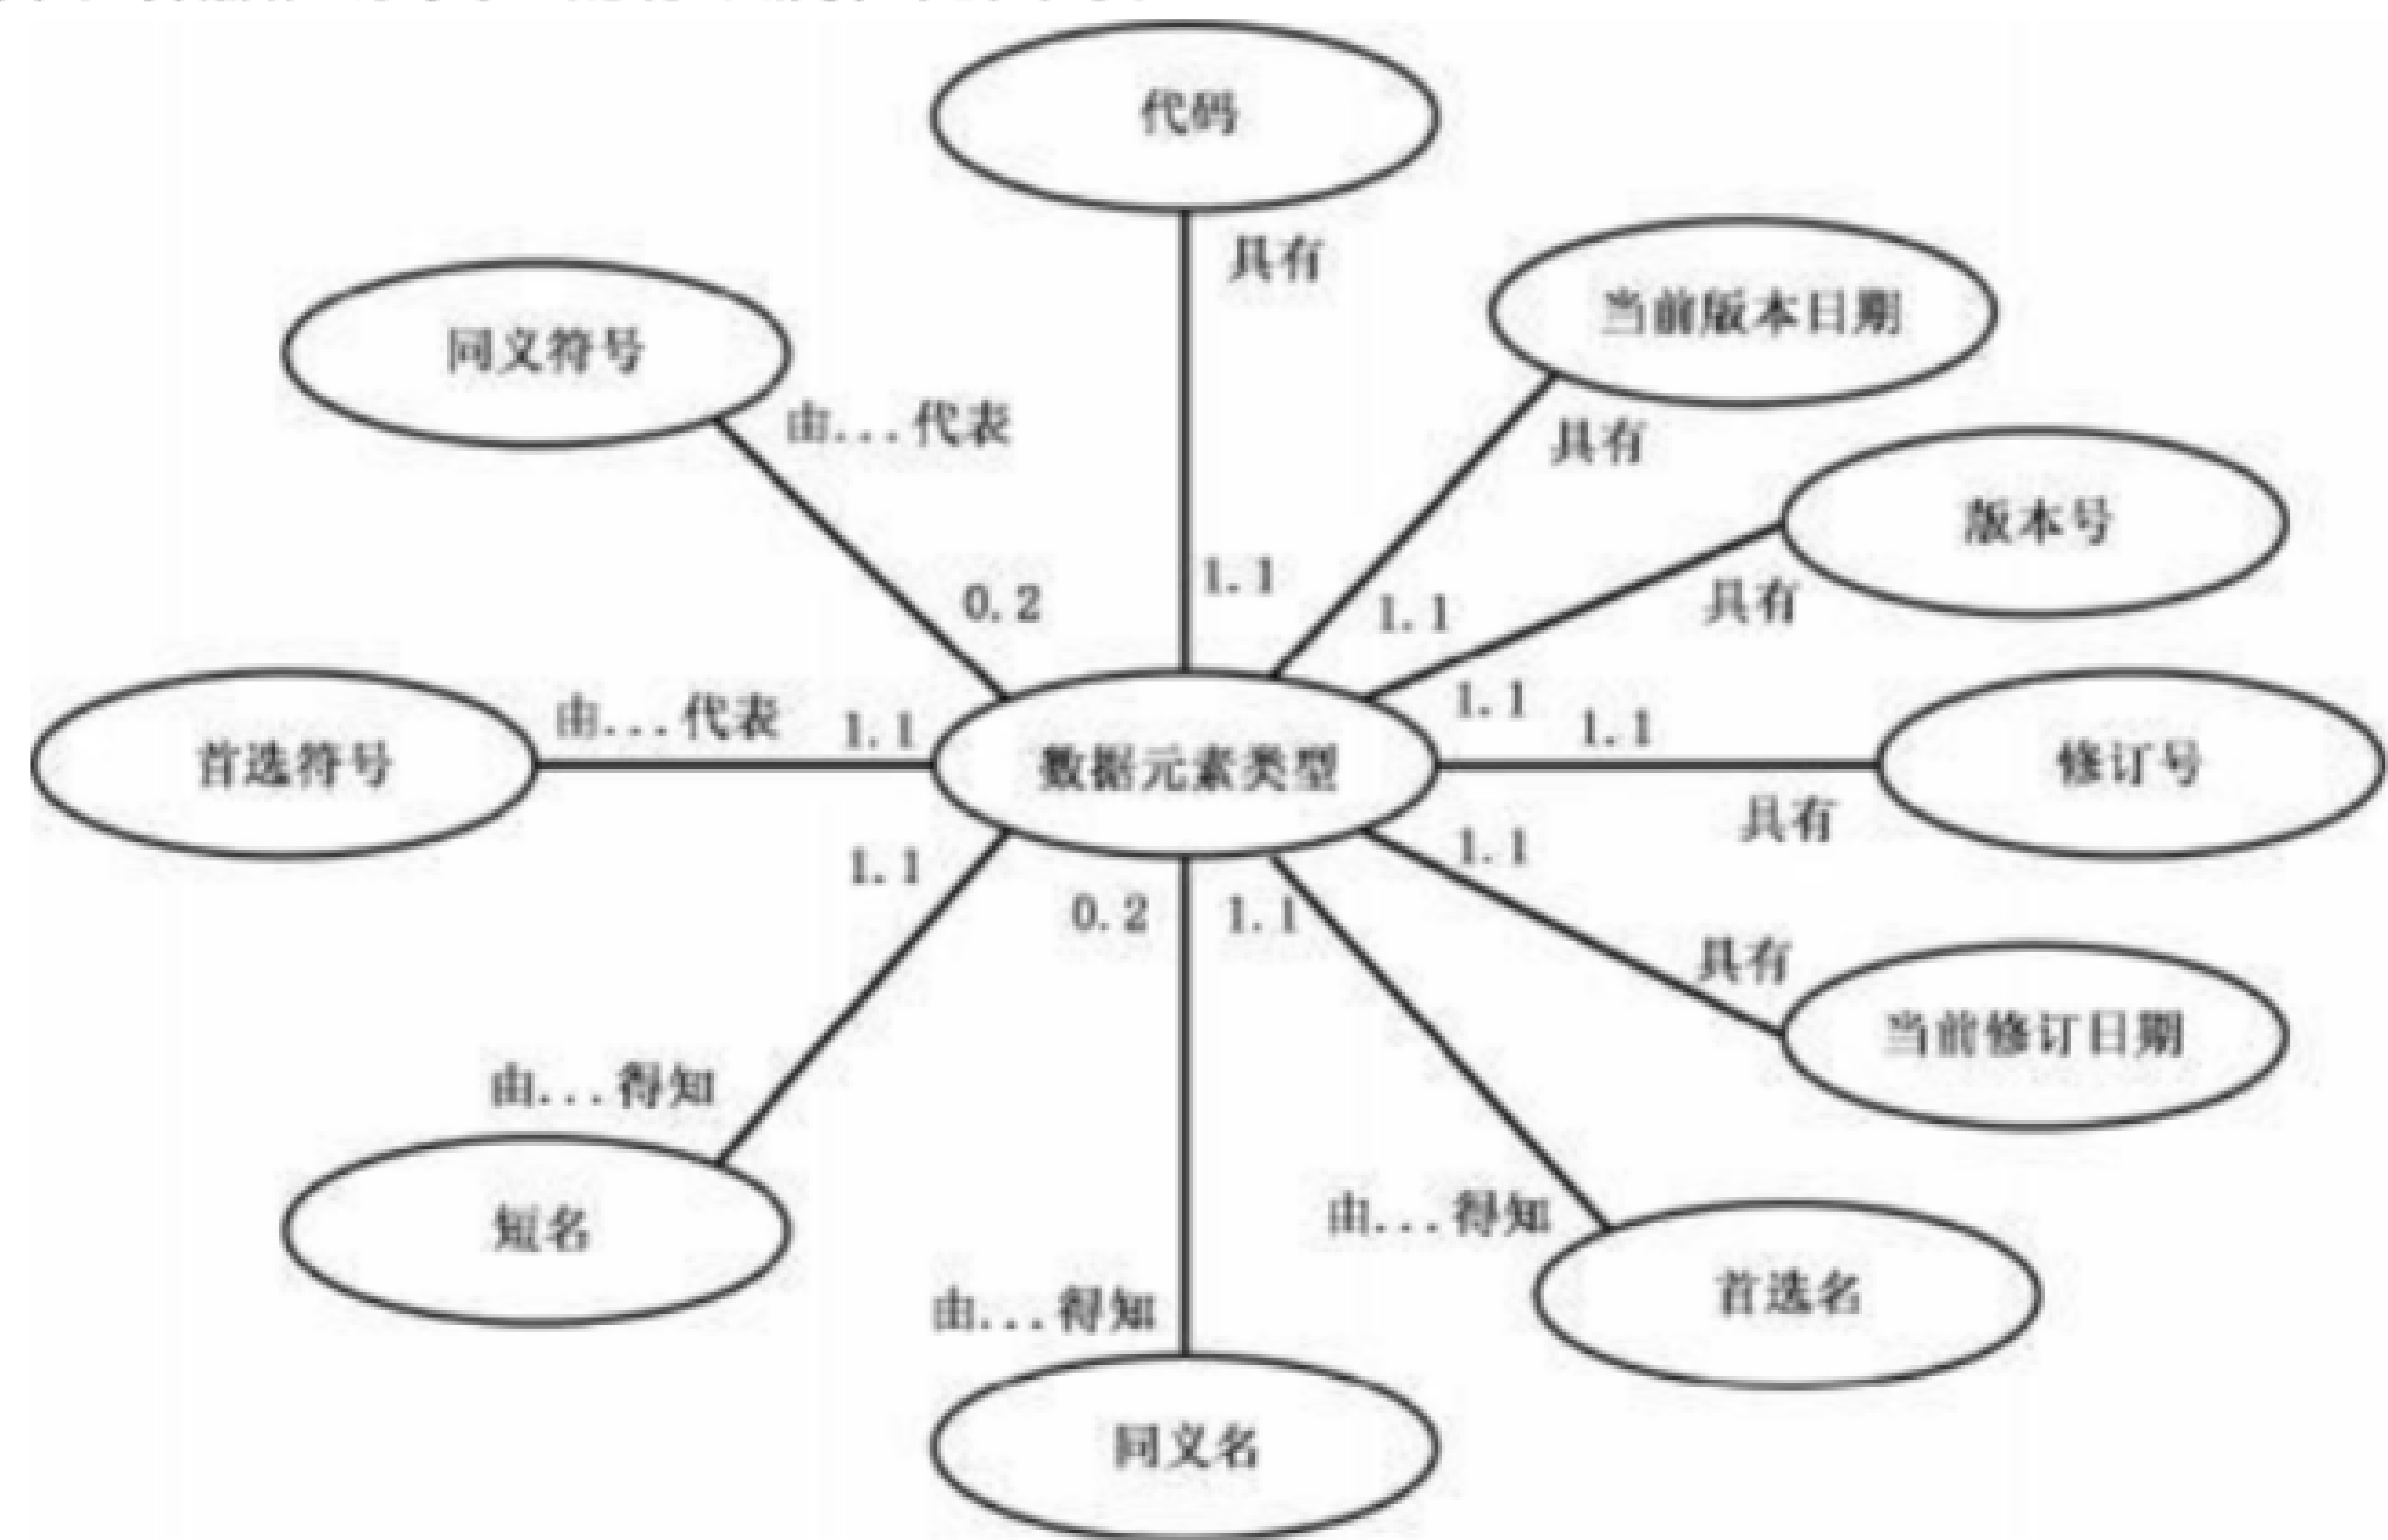 代码
具有
当前版本日期
同义符号
由...代表
具有
版本号
具有
1.1
0.2
1.1
1.1
首选符号
由...代表
1.1
数据元素类型
1.1
修订号
具有
1.1
1.1
0.2
1.1
具有
当前修订日期
由...得知
短名
由...得知
首选名
由...得知
同义名